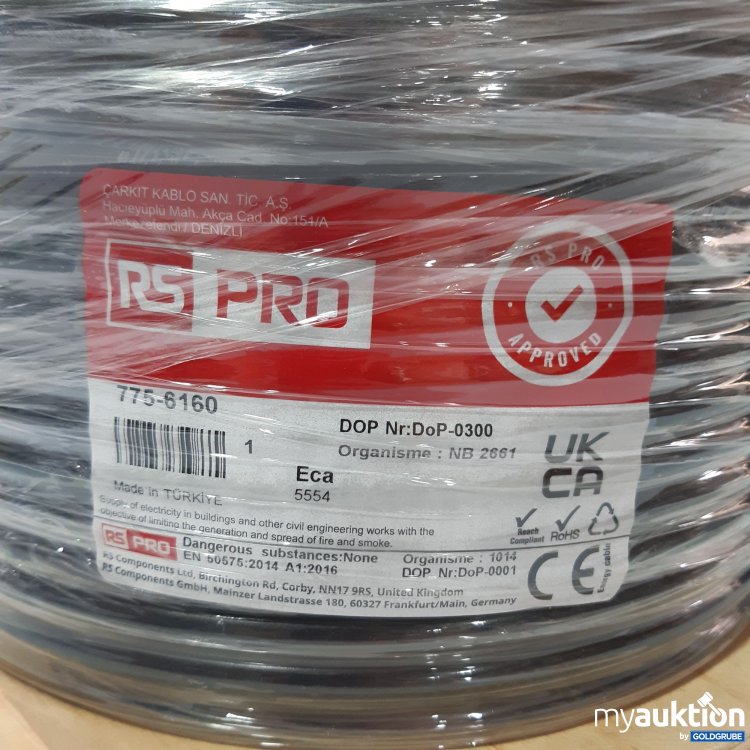 ÇARKIT KABLO SAN. TİC A.Ş.
Hacıeyüplü Mah. Akça Cad. No:154/A
Merkezefendi / DENİZLİ
RS PRO
RS PRO
APPROVED
775-6160
1
DOP Nr:DoP-0300
Organisme : NB 2661
Eca
5554
Made in TÜRKİYE
UK
CA
Supply of electricity in buildings and other civil engineering works with the
objective of limiting the generation and spread of fire and smoke.
Reach
Compliant
RoHS
RS PRO
Dangerous substances:None
EN 50575:2014 A1:2016
Organisme : 1014
DOP Nr:DoP-0001
CE
Energy cable
RS Components Ltd, Birchington Rd, Corby, NN17 9RS, United Kingdom
RS Components GmbH, Mainzer Landstrasse 180, 60327 Frankfurt/Main, Germany
myauktion
by GOLDGRUBE